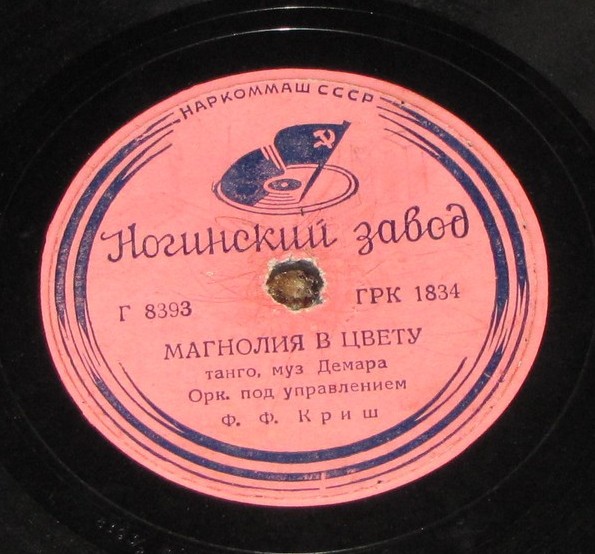 НАРКОММАШ СССР
Ногинский завод
Г 8393 ГРК 1834
МАГНОЛИЯ В ЦВЕТУ
танго, муз Демара
Орк. под управлением
Ф. Ф. Криш